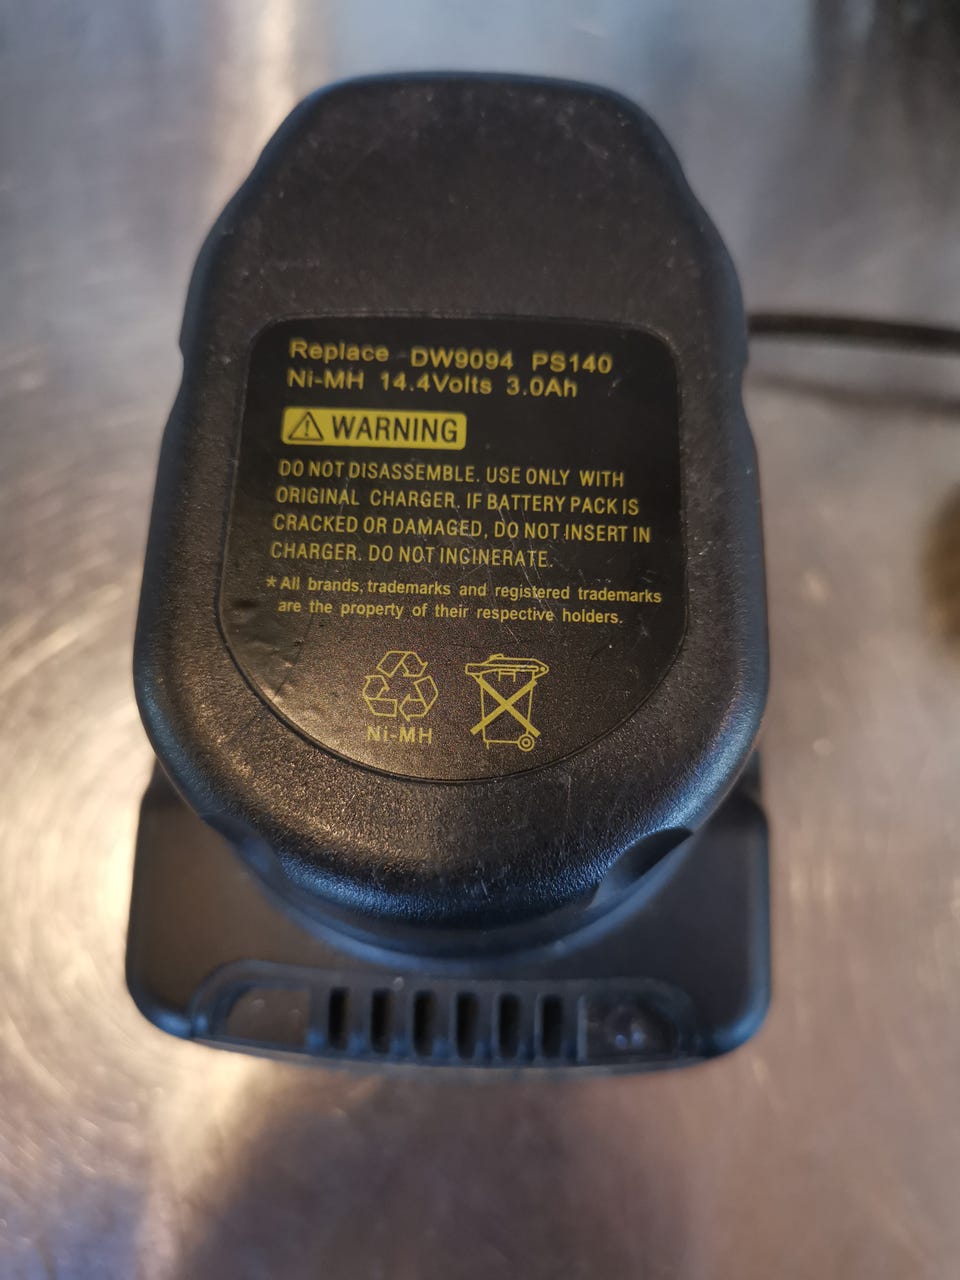 Replace DW9094 PS140
Ni-MH 14.4Volts 3.0Ah
WARNING
DO NOT DISASSEMBLE. USE ONLY WITH
ORIGINAL CHARGER. IF BATTERY PACK IS
CRACKED OR DAMAGED, DO NOT INSERT IN
CHARGER. DO NOT INCINERATE.
*All brands, trademarks and registered trademarks
are the property of their respective holders.
Ni-MH